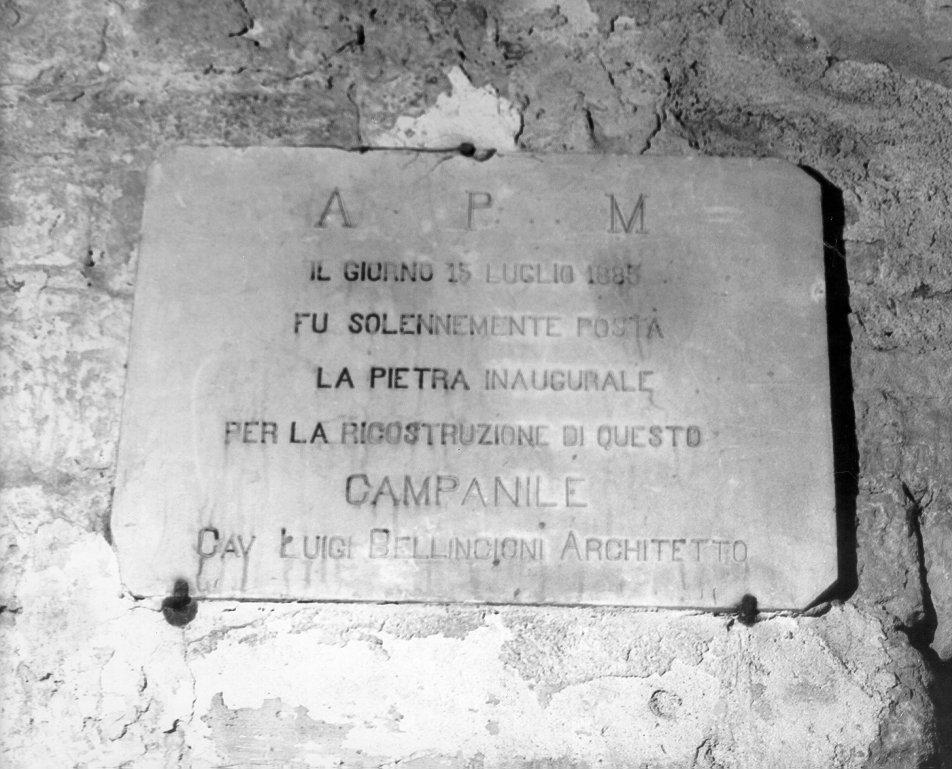 A P M
IL GIORNO 15 LUGLIO 1885
FU SOLENNEMENTE POSTA
LA PIETRA INAUGURALE
PER LA RICOSTRUZIONE DI QUESTO
CAMPANILE
CAV LUIGI BELLINCIONI ARCHITETTO